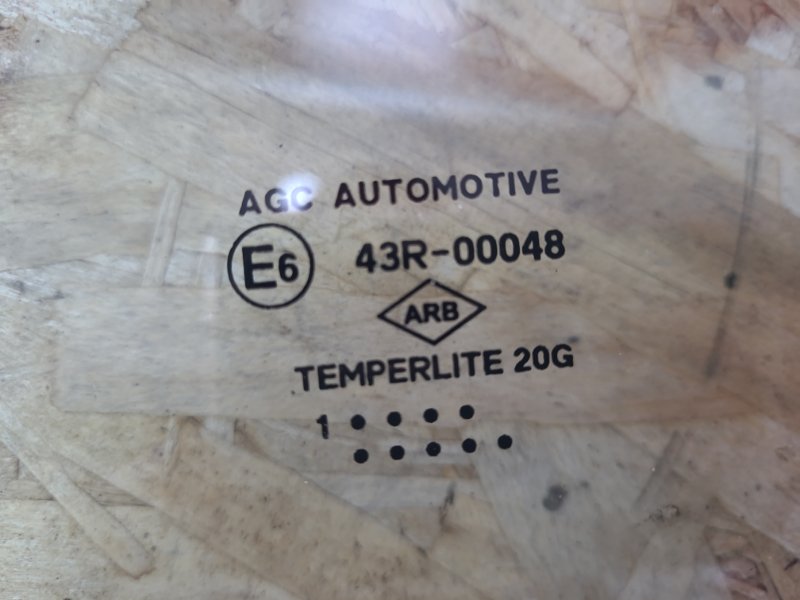 AGC AUTOMOTIVE
E6 43R-00048
ARB
TEMPERLITE 20G
1 ● ● ● ●
● ● ● ● ●